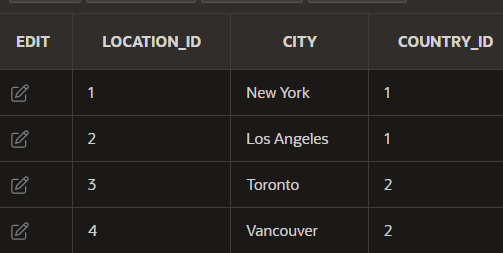 EDIT LOCATION_ID CITY COUNTRY_ID
1 New York 1
2 Los Angeles 1
3 Toronto 2
4 Vancouver 2